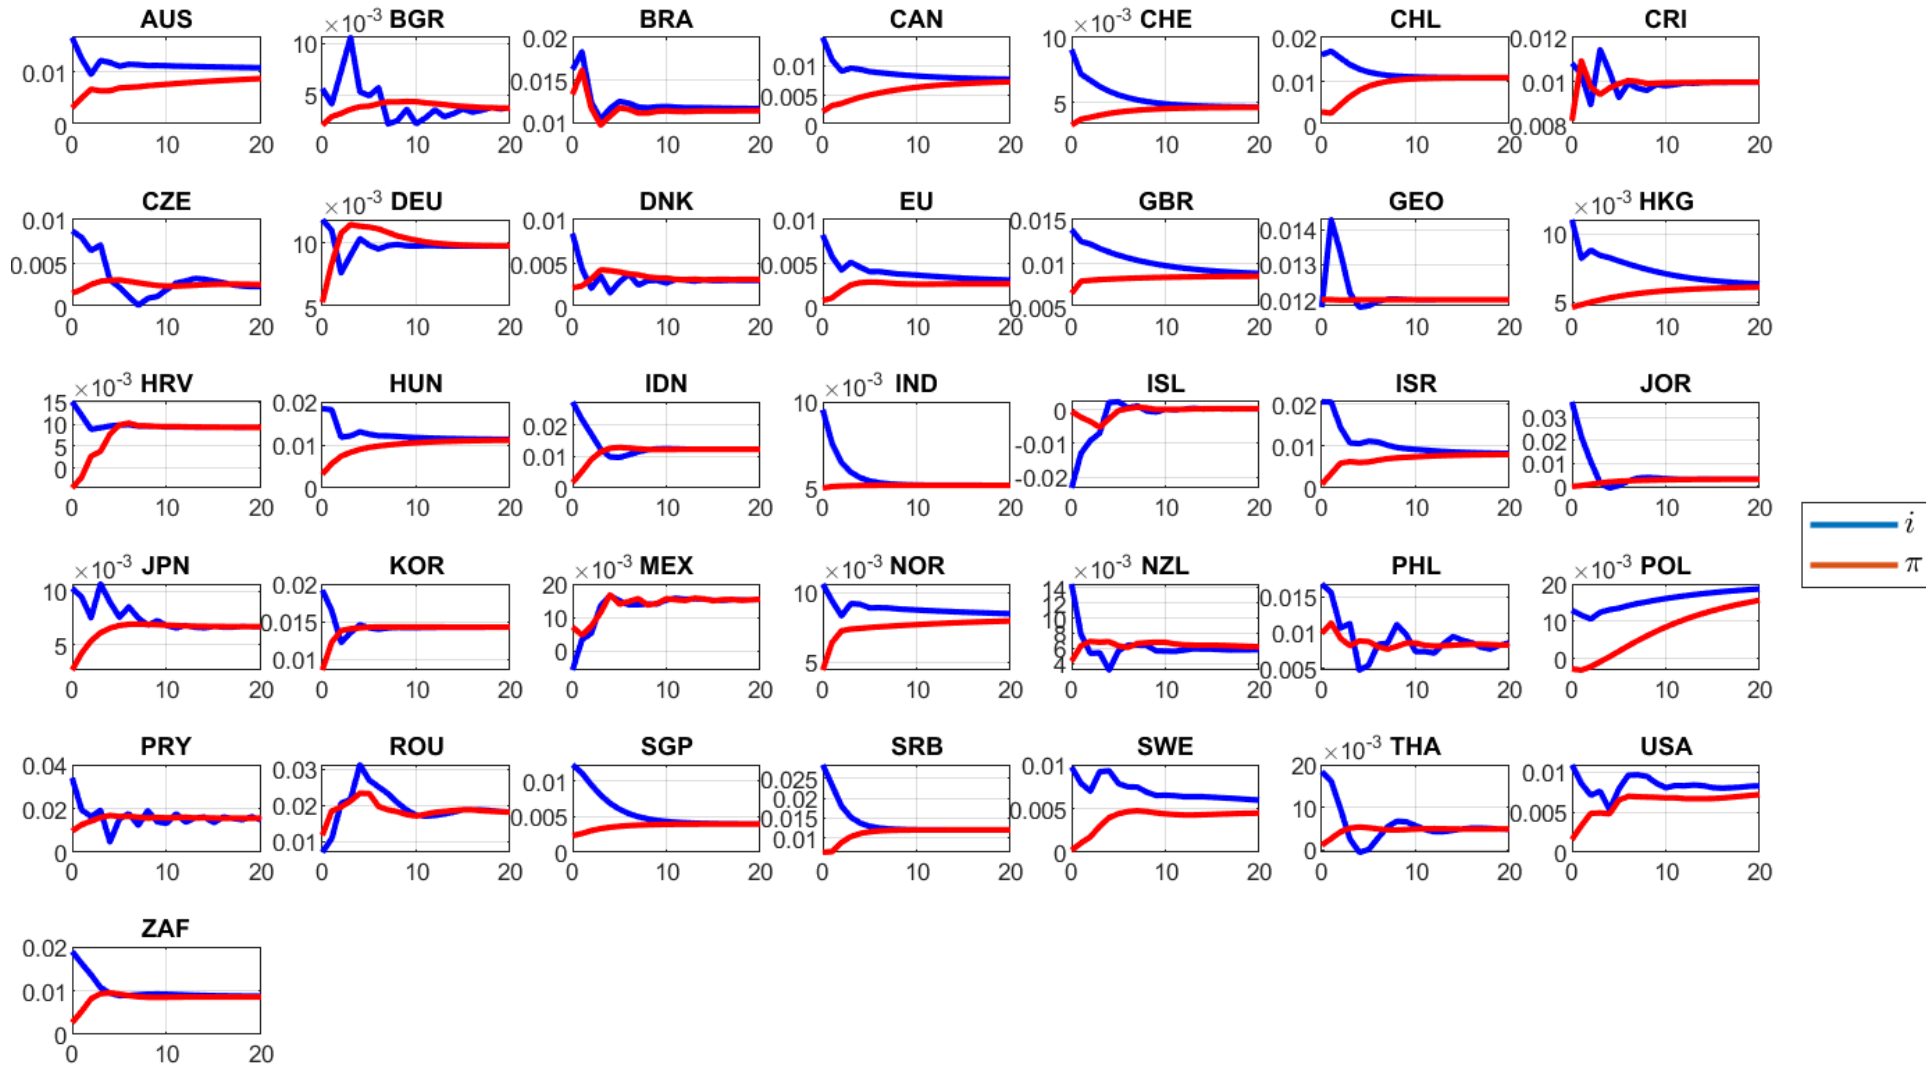 AUS
0.01
0
0 10 20
×10⁻³ BGR
10
5
0 10 20
BRA
0.02
0.015
0.01
0 10 20
CAN
0.01
0.005
0
0 10 20
×10⁻³ CHE
10
5
0 10 20
CHL
0.02
0.01
0
0 10 20
CRI
0.012
0.01
0.008
0 10 20
CZE
0.01
0.005
0
0 10 20
×10⁻³ DEU
10
5
0 10 20
DNK
0.01
0.005
0
0 10 20
EU
0.01
0.005
0
0 10 20
GBR
0.015
0.01
0.005
0 10 20
GEO
0.014
0.013
0.012
0 10 20
×10⁻³ HKG
10
5
0 10 20
×10⁻³ HRV
15
10
5
0
0 10 20
HUN
0.02
0.01
0
0 10 20
IDN
0.02
0.01
0
0 10 20
×10⁻³ IND
10
5
0 10 20
ISL
0
-0.01
-0.02
0 10 20
ISR
0.02
0.01
0
0 10 20
JOR
0.03
0.02
0.01
0
0 10 20
i
π
×10⁻³ JPN
10
5
0 10 20
KOR
0.02
0.015
0.01
0 10 20
×10⁻³ MEX
20
10
0
0 10 20
×10⁻³ NOR
10
5
0 10 20
×10⁻³ NZL
14
12
10
8
6
4
0 10 20
PHL
0.015
0.01
0.005
0 10 20
×10⁻³ POL
20
10
0
0 10 20
PRY
0.04
0.02
0
0 10 20
ROU
0.03
0.02
0.01
0 10 20
SGP
0.01
0.005
0
0 10 20
SRB
0.025
0.02
0.015
0.01
0 10 20
SWE
0.01
0.005
0
0 10 20
×10⁻³ THA
20
10
0
0 10 20
USA
0.01
0.005
0
0 10 20
ZAF
0.02
0.01
0
0 10 20